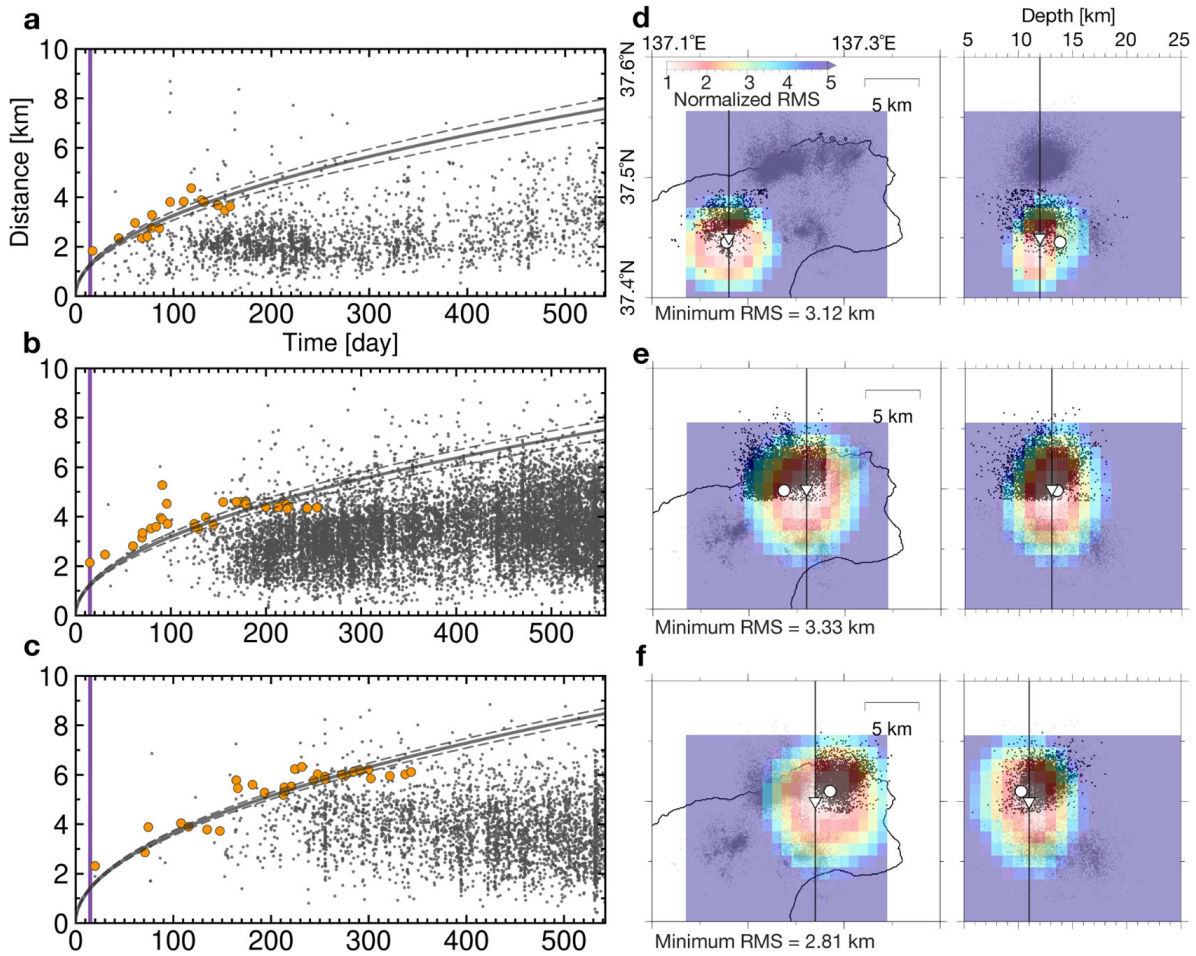 a
10
8
6
4
2
0
Distance [km]
0 100 200 300 400 500
Time [day]
b
10
8
6
4
2
0
0 100 200 300 400 500
c
10
8
6
4
2
0
0 100 200 300 400 500
d
137.1°E 137.3°E
37.6°N
37.5°N
37.4°N
1 2 3 4 5
Normalized RMS
5 km
Depth [km]
5 10 15 20 25
Minimum RMS = 3.12 km
e
5 km
Minimum RMS = 3.33 km
f
5 km
Minimum RMS = 2.81 km